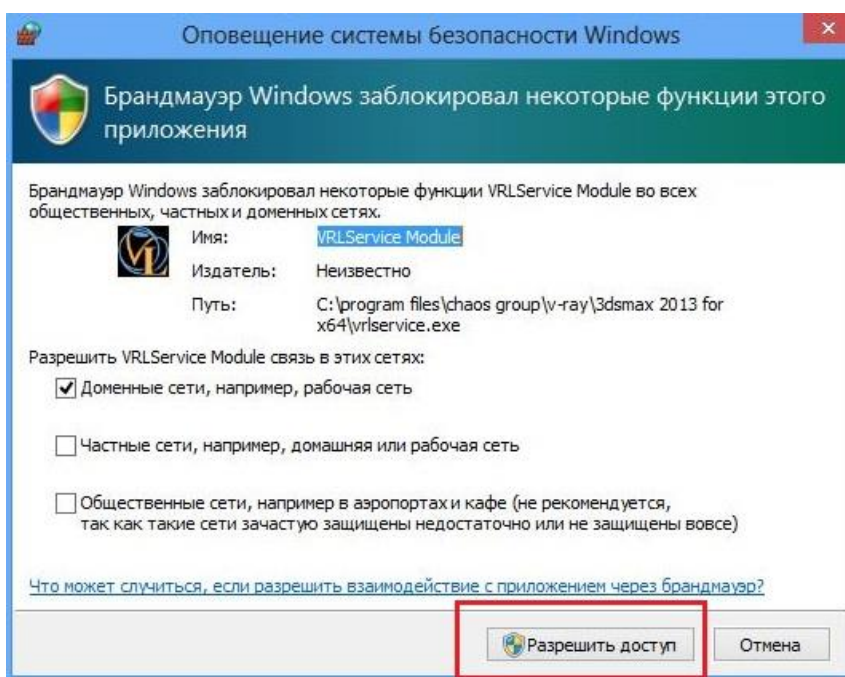 Оповещение системы безопасности Windows
Брандмауэр Windows заблокировал некоторые функции этого
приложения
Брандмауэр Windows заблокировал некоторые функции VRLService Module во всех
общественных, частных и доменных сетях.
Имя: VRLService Module
Издатель: Неизвестно
Путь: C:\program files\chaos group\v-ray\3dsmax 2013 for
x64\vrlservice.exe
Разрешить VRLService Module связь в этих сетях:
Доменные сети, например, рабочая сеть
Частные сети, например, домашняя или рабочая сеть
Общественные сети, например в аэропортах и кафе (не рекомендуется,
так как такие сети зачастую защищены недостаточно или не защищены вовсе)
Что может случиться, если разрешить взаимодействие с приложением через брандмауэр?
Разрешить доступ
Отмена